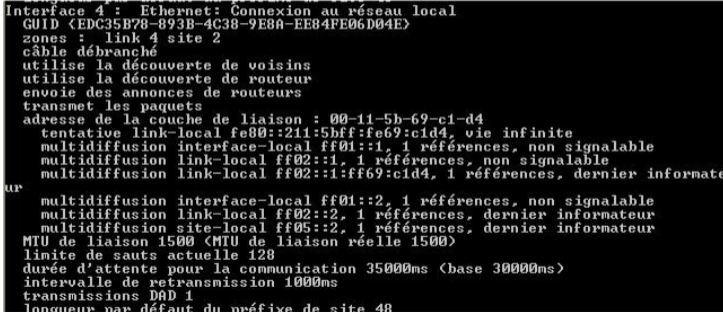 Interface 4 :  Ethernet: Connexion au réseau local
  GUID {EDC35B78-893B-4C38-9E8A-EE84FE06D04E}
  zones :  link 4 site 2
  câble débranché
  utilise la découverte de voisins
  utilise la découverte de routeur
  envoie des annonces de routeurs
  transmet les paquets
  adresse de la couche de liaison : 00-11-5b-69-c1-d4
    tentative link-local fe80::211:5bff:fe69:c1d4, vie infinite
    multidiffusion interface-local ff01::1, 1 références, non signalable
    multidiffusion link-local ff02::1, 1 références, non signalable
    multidiffusion link-local ff02::1:ff69:c1d4, 1 références, dernier informate
ur
    multidiffusion interface-local ff01::2, 1 références, non signalable
    multidiffusion link-local ff02::2, 1 références, dernier informateur
    multidiffusion site-local ff05::2, 1 références, dernier informateur
  MTU de liaison 1500 (MTU de liaison réelle 1500)
  limite de sauts actuelle 128
  durée d'attente pour la communication 35000ms (base 30000ms)
  intervalle de retransmission 1000ms
  transmissions DAD 1
  longueur par défaut du préfixe de site 48